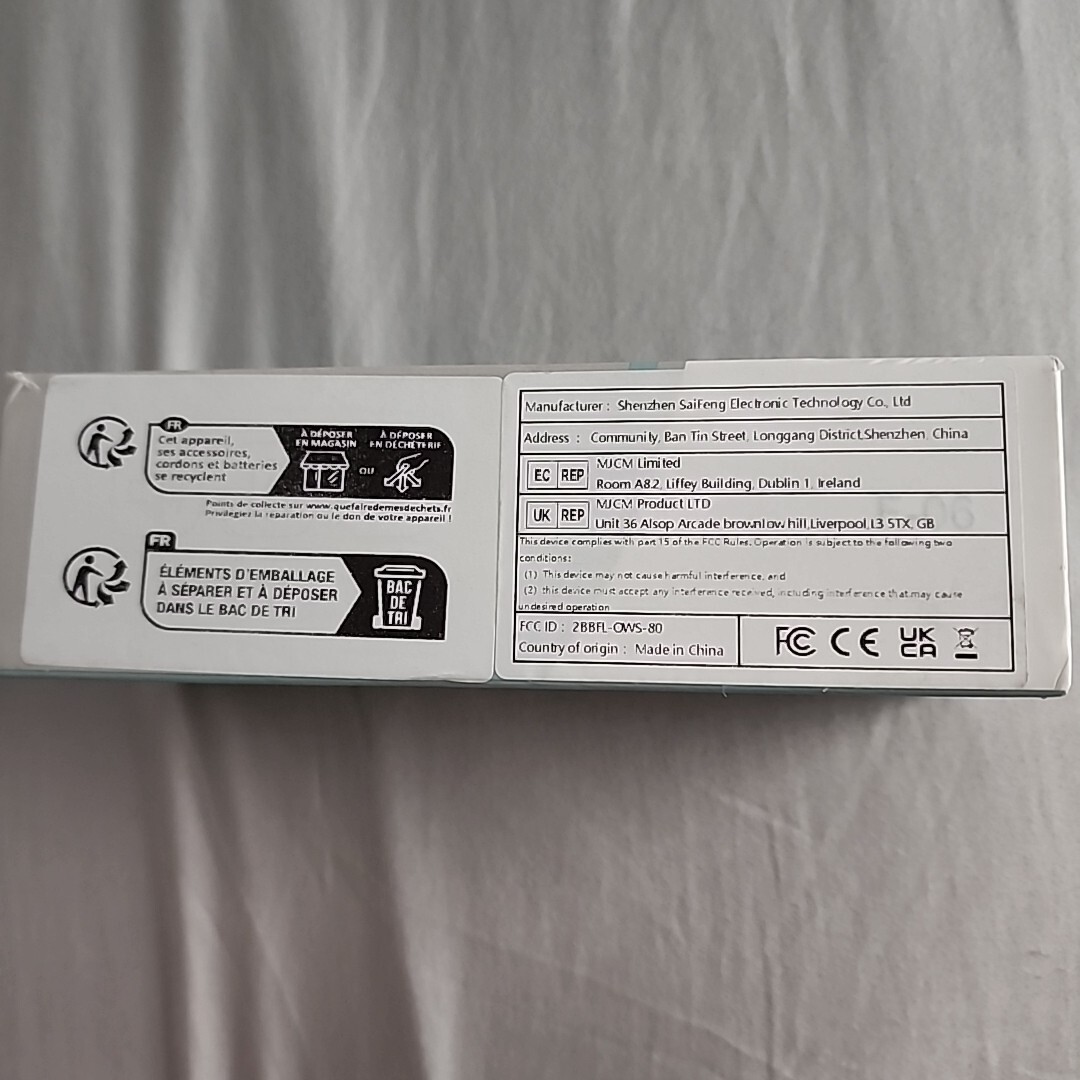 FR
Cet appareil,
ses accessoires,
cordons et batteries
se recyclent
À DÉPOSER
EN MAGASIN
OU
À DÉPOSER
EN DÉCHÈTERIE
Points de collecte sur www.quefairedemesdechets.fr
Privilégiez la réparation ou le don de votre appareil !
FR
ÉLÉMENTS D'EMBALLAGE
À SÉPARER ET À DÉPOSER
DANS LE BAC DE TRI
BAC
DE
TRI
Manufacturer : Shenzhen SaiFeng Electronic Technology Co., Ltd
Address : Community, Ban Tin Street, Longgang District,Shenzhen, China
EC REP
MJCM Limited
Room A82, Liffey Building, Dublin 1, Ireland
UK REP
MJCM Product LTD
Unit 36 Alsop Arcade brownlow hill,Liverpool, L3 5TX, GB
This device complies with part 15 of the FCC Rules. Operation is subject to the following two
conditions:
(1) This device may not cause harmful interference, and
(2) this device must accept any interference received, including interference that may cause
undesired operation
FCC ID : 2BBFL-OWS-80
Country of origin : Made in China
FCC CE UK
CA